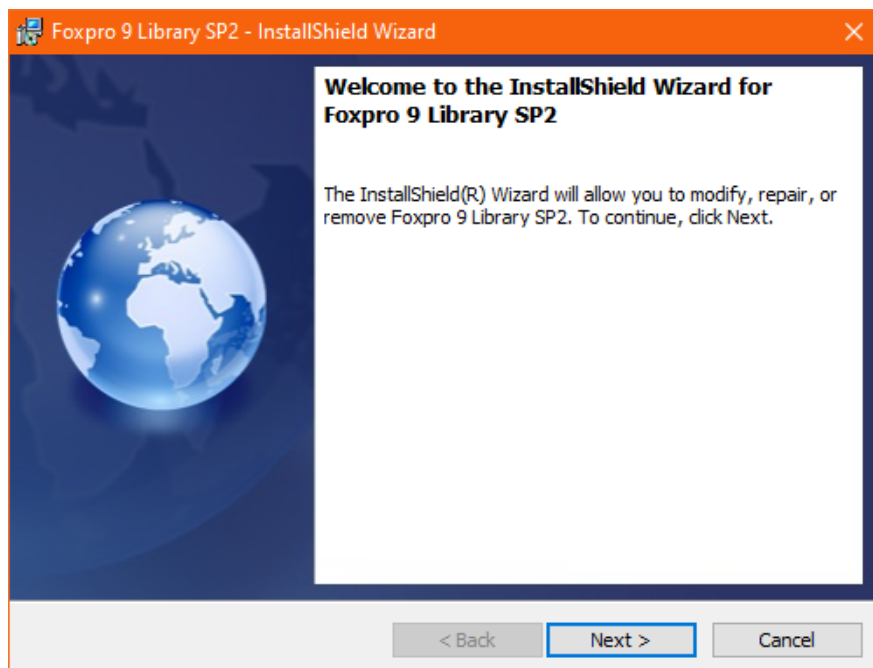 Foxpro 9 Library SP2 - InstallShield Wizard
Welcome to the InstallShield Wizard for
Foxpro 9 Library SP2
The InstallShield(R) Wizard will allow you to modify, repair, or
remove Foxpro 9 Library SP2. To continue, click Next.
< Back Next > Cancel